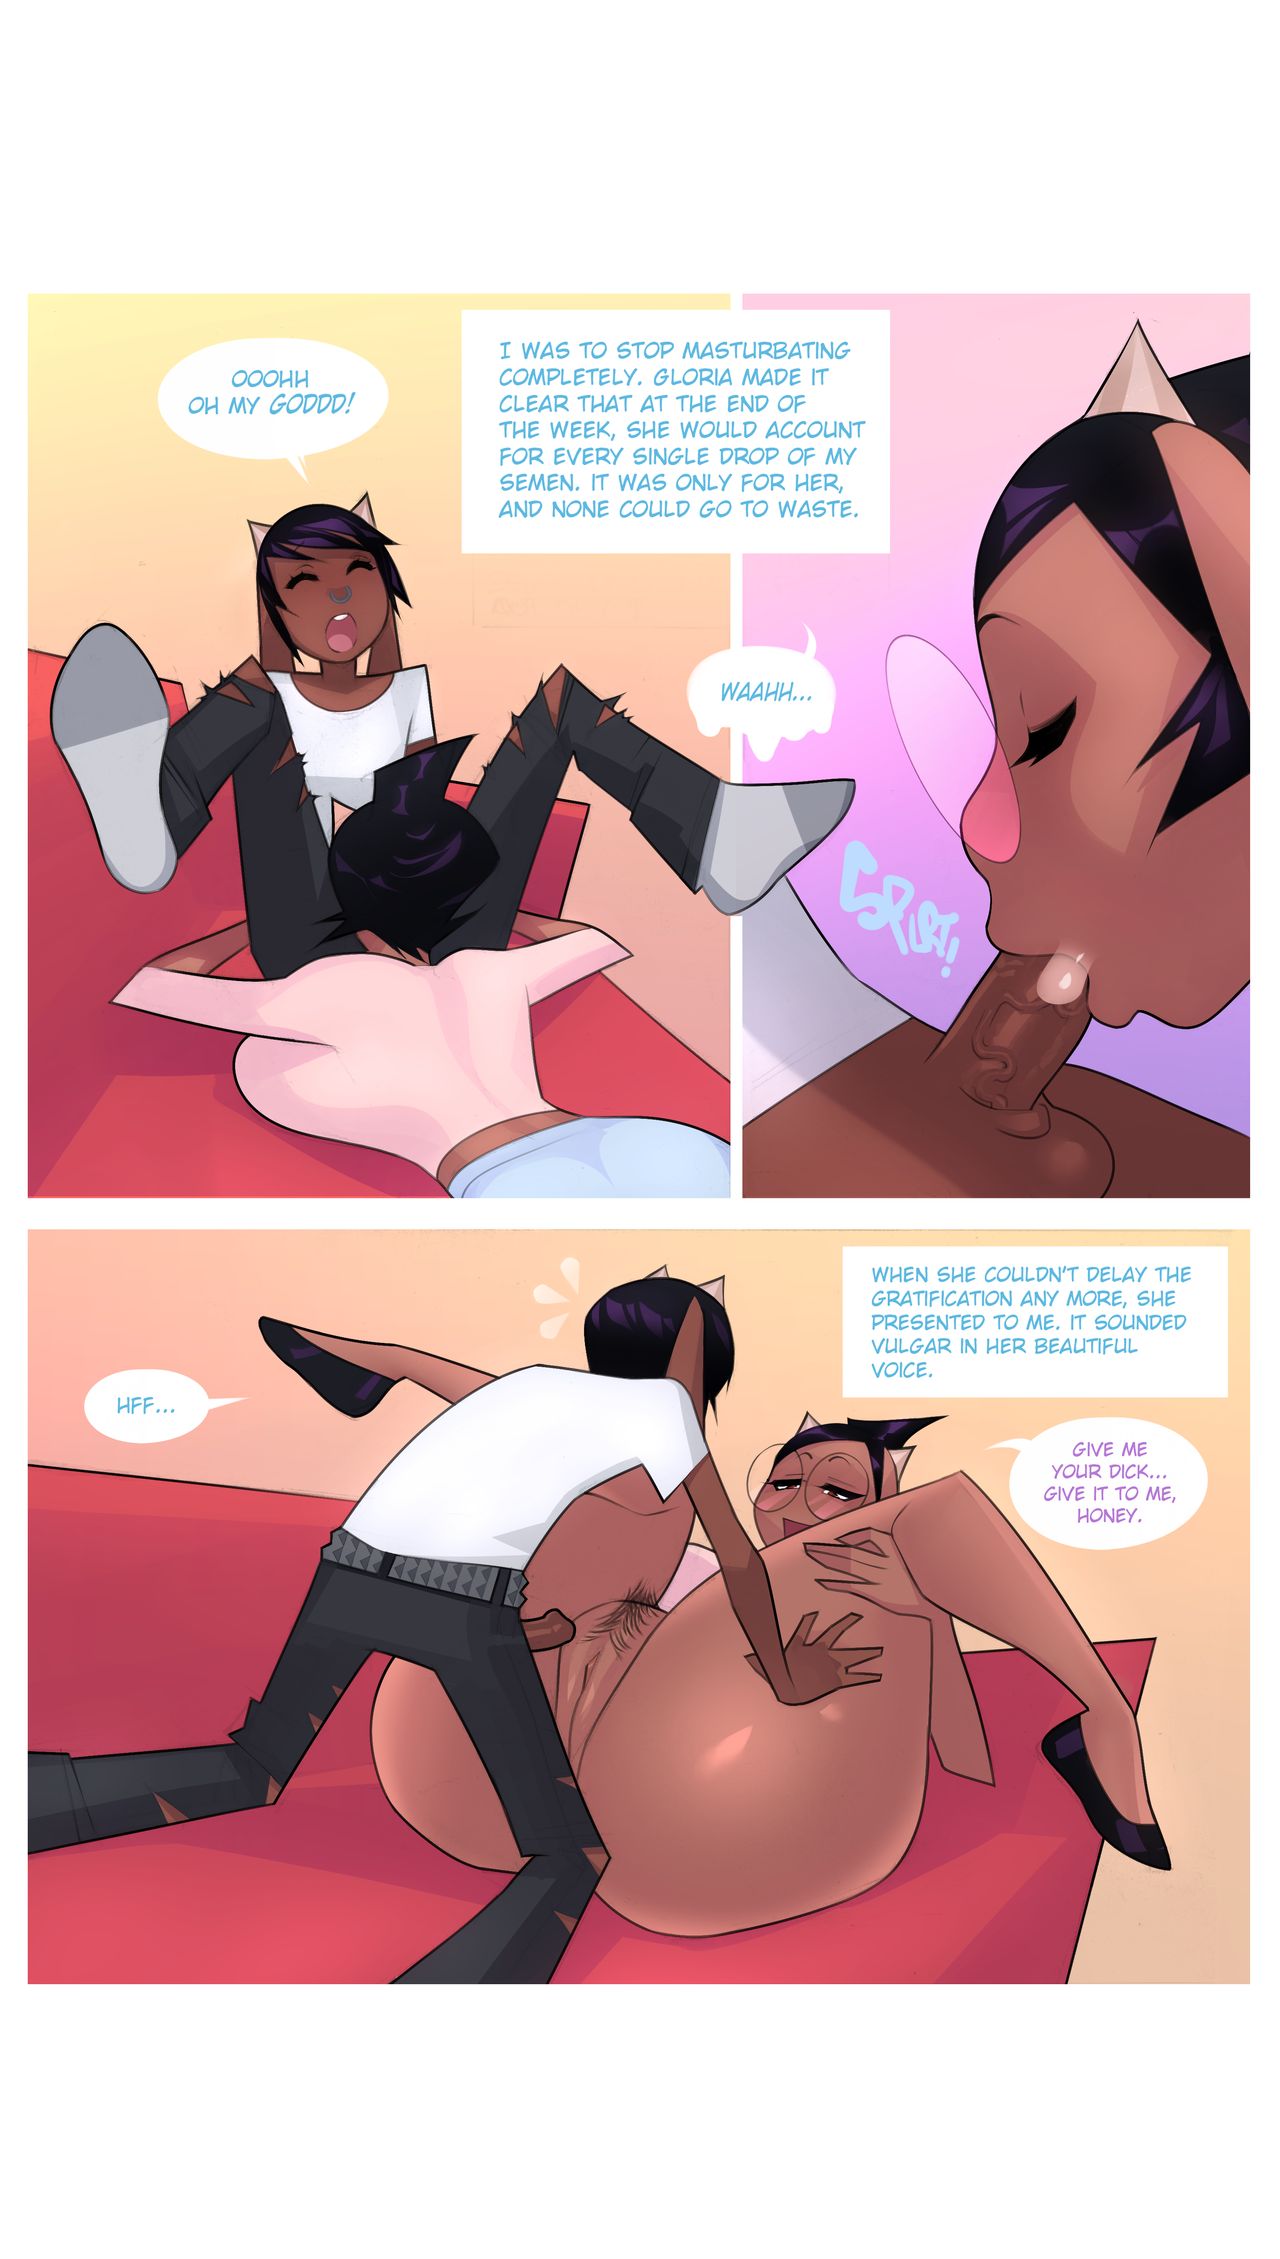 OOOHH
OH MY GODDD!
I WAS TO STOP MASTURBATING
COMPLETELY. GLORIA MADE IT
CLEAR THAT AT THE END OF
THE WEEK, SHE WOULD ACCOUNT
FOR EVERY SINGLE DROP OF MY
SEMEN. IT WAS ONLY FOR HER,
AND NONE COULD GO TO WASTE.
WAAHH...
SPURT!!
WHEN SHE COULDN'T DELAY THE
GRATIFICATION ANY MORE, SHE
PRESENTED TO ME. IT SOUNDED
VULGAR IN HER BEAUTIFUL
VOICE.
HFF...
GIVE ME
YOUR DICK...
GIVE IT TO ME,
HONEY.